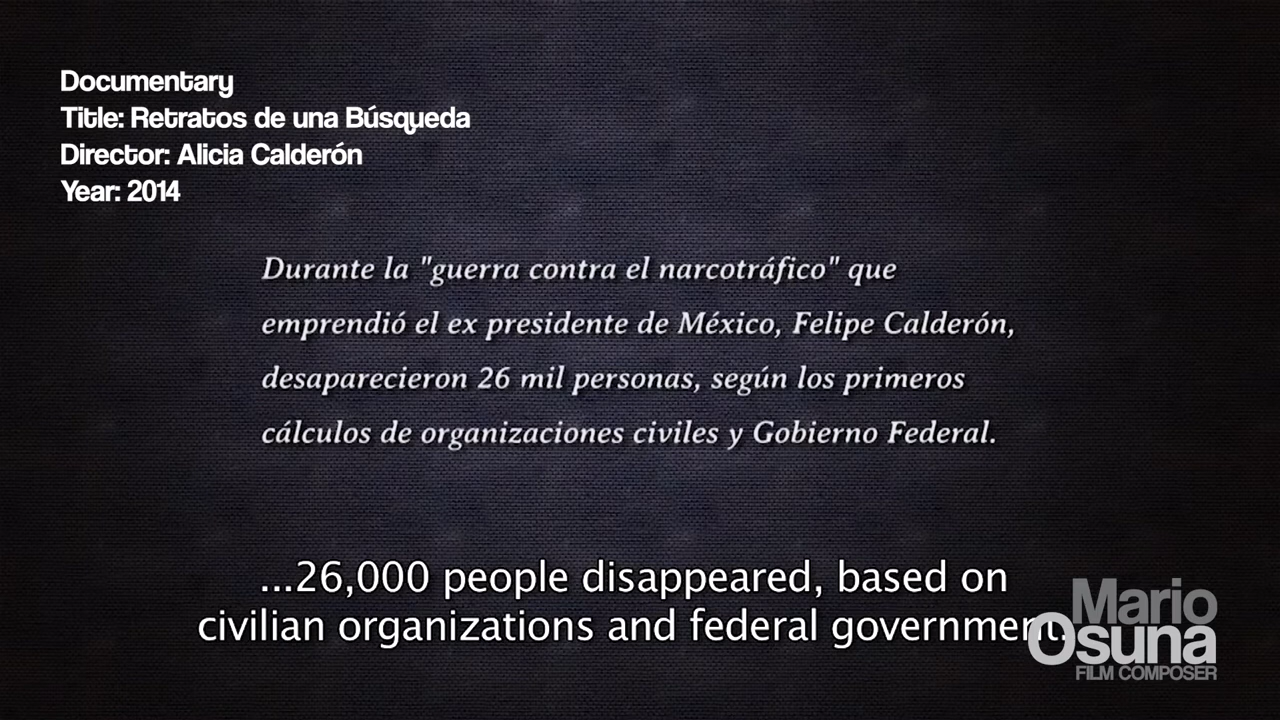 Documentary
Title: Retratos de una Búsqueda
Director: Alicia Calderón
Year: 2014
Durante la "guerra contra el narcotráfico" que
emprendió el ex presidente de México, Felipe Calderón,
desaparecieron 26 mil personas, según los primeros
cálculos de organizaciones civiles y Gobierno Federal.
...26,000 people disappeared, based on
civilian organizations and federal government.
Mario
Osuna
FILM COMPOSER